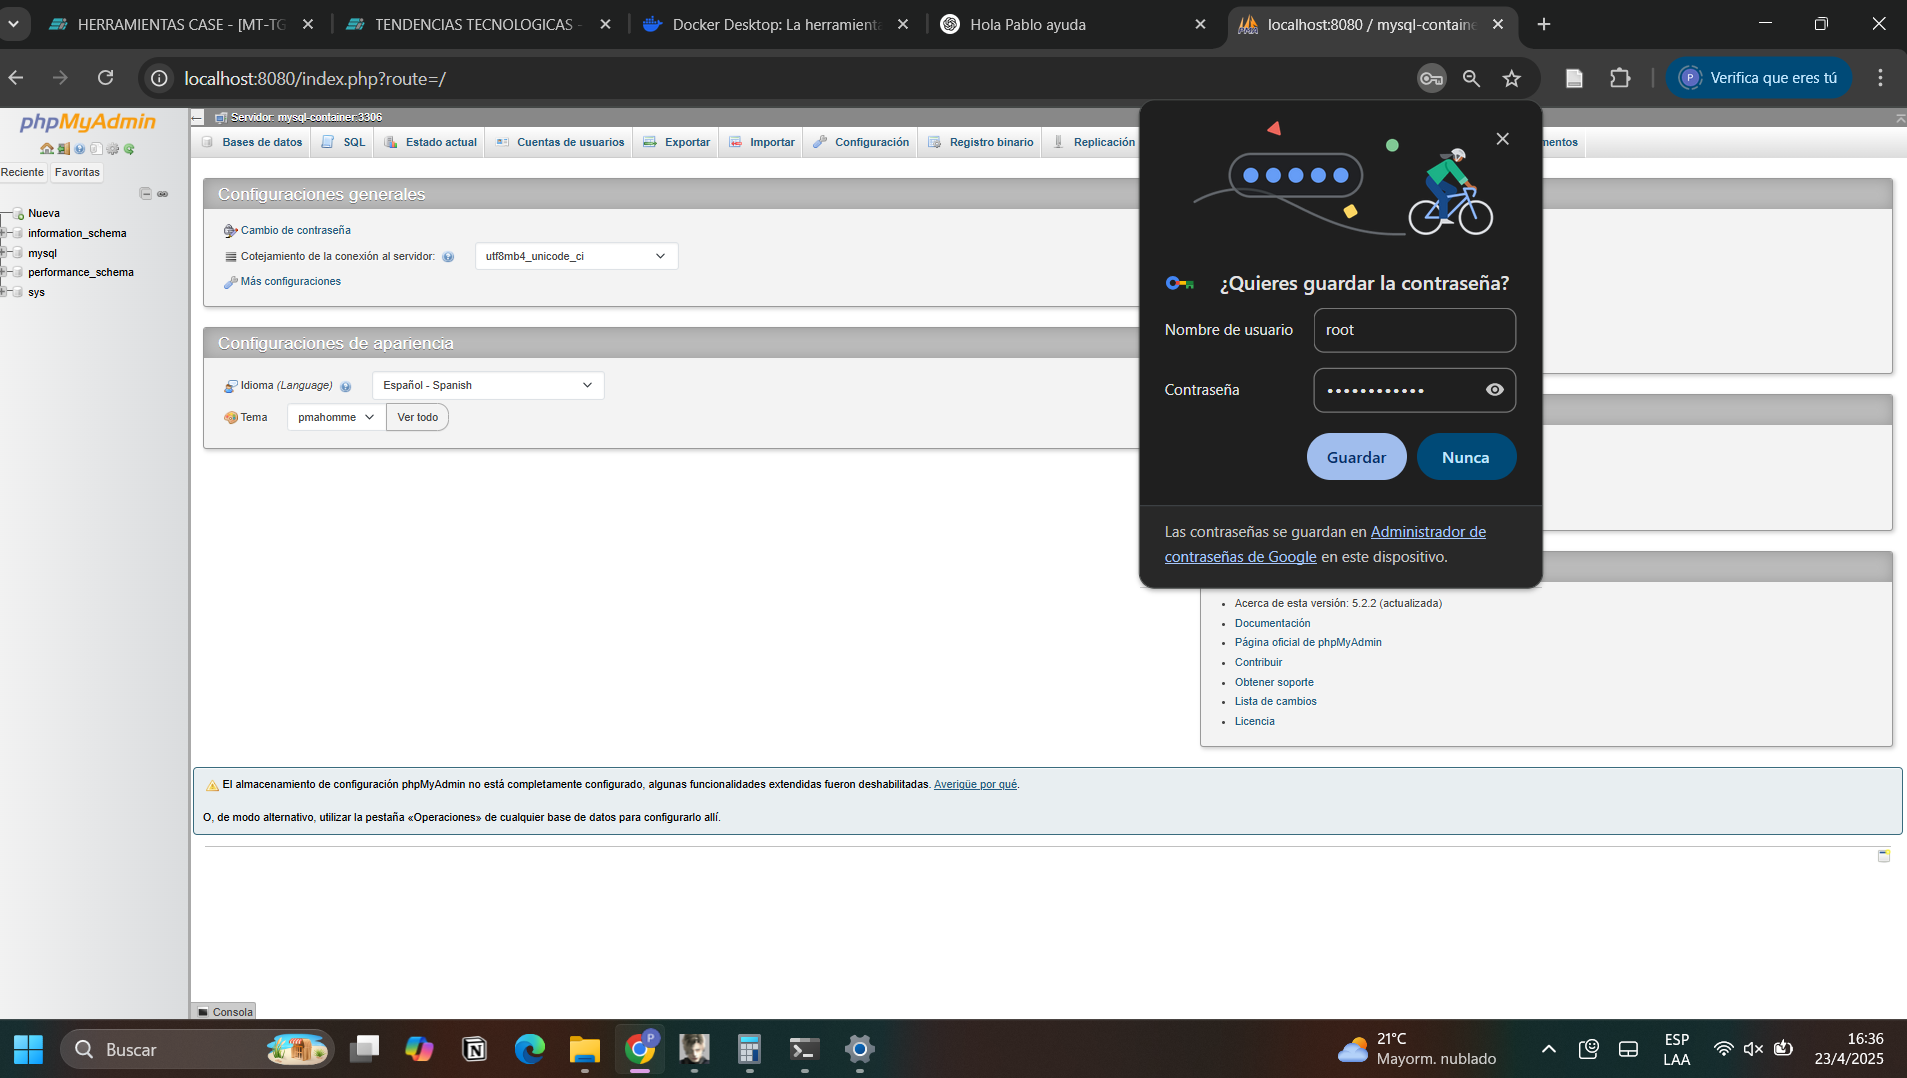 HERRAMIENTAS CASE - [MT-TG
TENDENCIAS TECNOLOGICAS -
Docker Desktop: La herramienta
Hola Pablo ayuda
localhost:8080 / mysql-containe
localhost:8080/index.php?route=/
P
Verifica que eres tú
phpMyAdmin
Reciente
Favoritas
Nueva
information_schema
mysql
performance_schema
sys
Servidor: mysql-container:3306
Bases de datos
SQL
Estado actual
Cuentas de usuarios
Exportar
Importar
Configuración
Registro binario
Replicación
mentos
Configuraciones generales
Cambio de contraseña
Cotejamiento de la conexión al servidor:
utf8mb4_unicode_ci
Más configuraciones
Configuraciones de apariencia
Idioma (Language)
Español - Spanish
Tema
pmahomme
Ver todo
¿Quieres guardar la contraseña?
Nombre de usuario
root
Contraseña
••••••••••••
Guardar
Nunca
Las contraseñas se guardan en Administrador de
contraseñas de Google en este dispositivo.
Acerca de esta versión: 5.2.2 (actualizada)
Documentación
Página oficial de phpMyAdmin
Contribuir
Obtener soporte
Lista de cambios
Licencia
El almacenamiento de configuración phpMyAdmin no está completamente configurado, algunas funcionalidades extendidas fueron deshabilitadas. Averigüe por qué.
O, de modo alternativo, utilizar la pestaña «Operaciones» de cualquier base de datos para configurarlo allí.
Consola
Buscar
P
21°C
Mayorm. nublado
ESP
LAA
16:36
23/4/2025